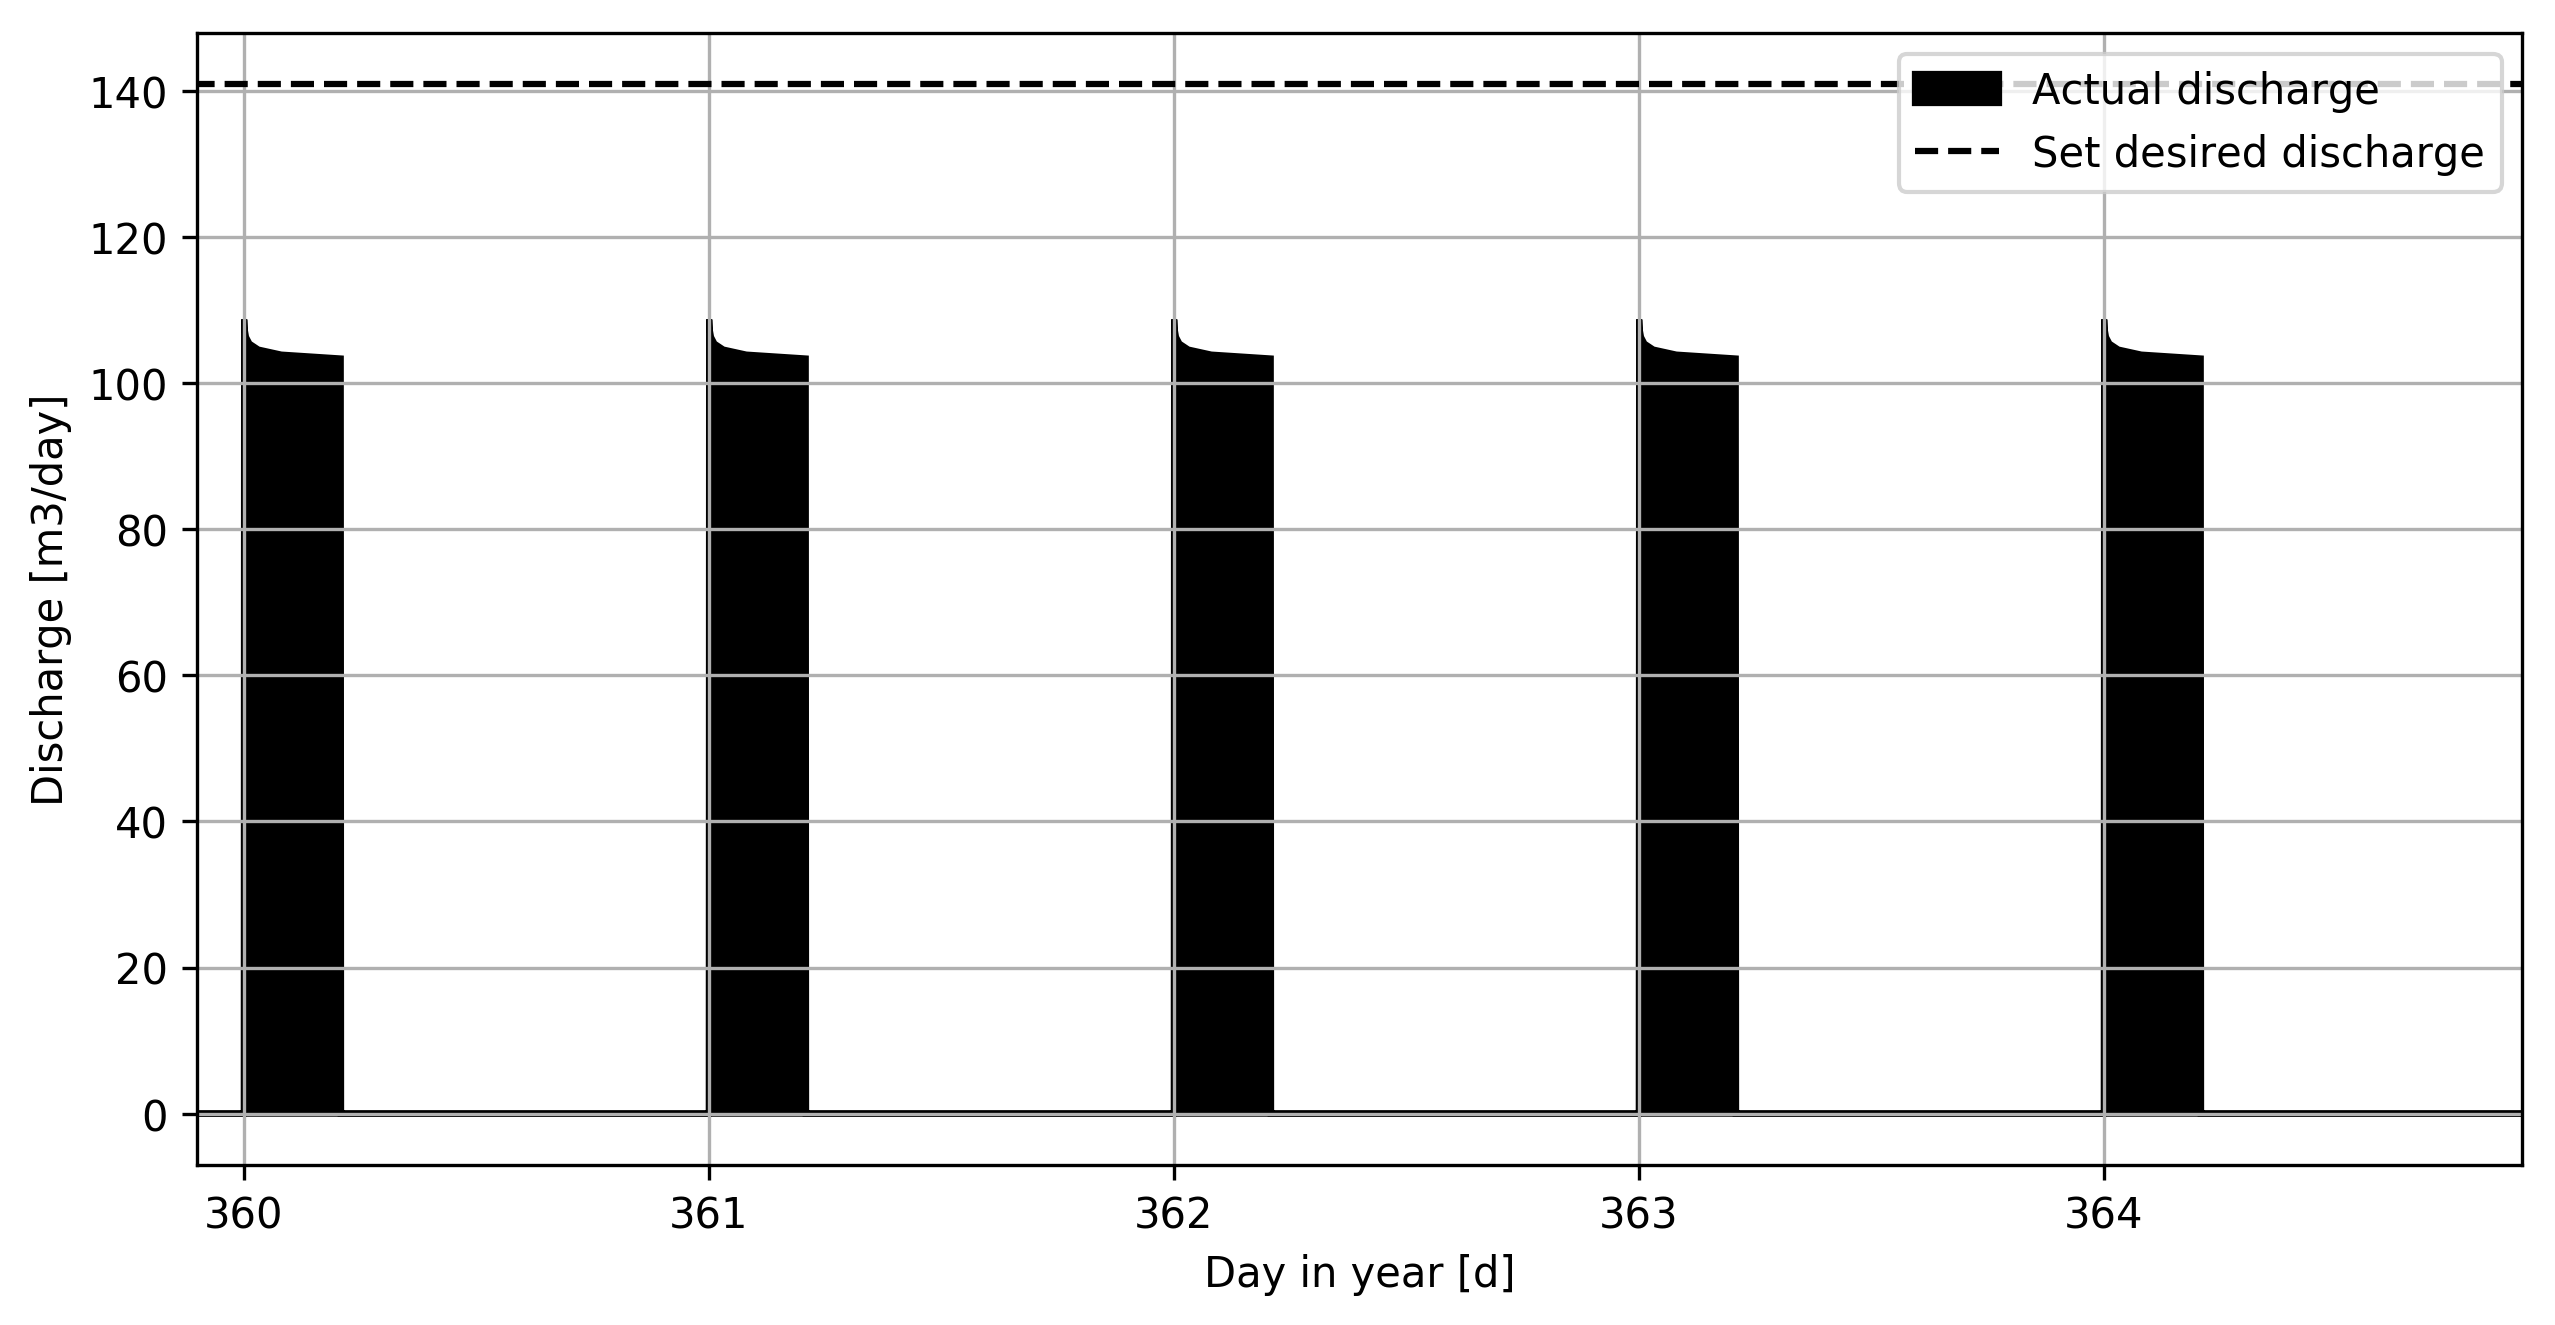 140
120
100
80
60
40
20
0
Discharge [m3/day]
Actual discharge
Set desired discharge
360 361 362 363 364
Day in year [d]